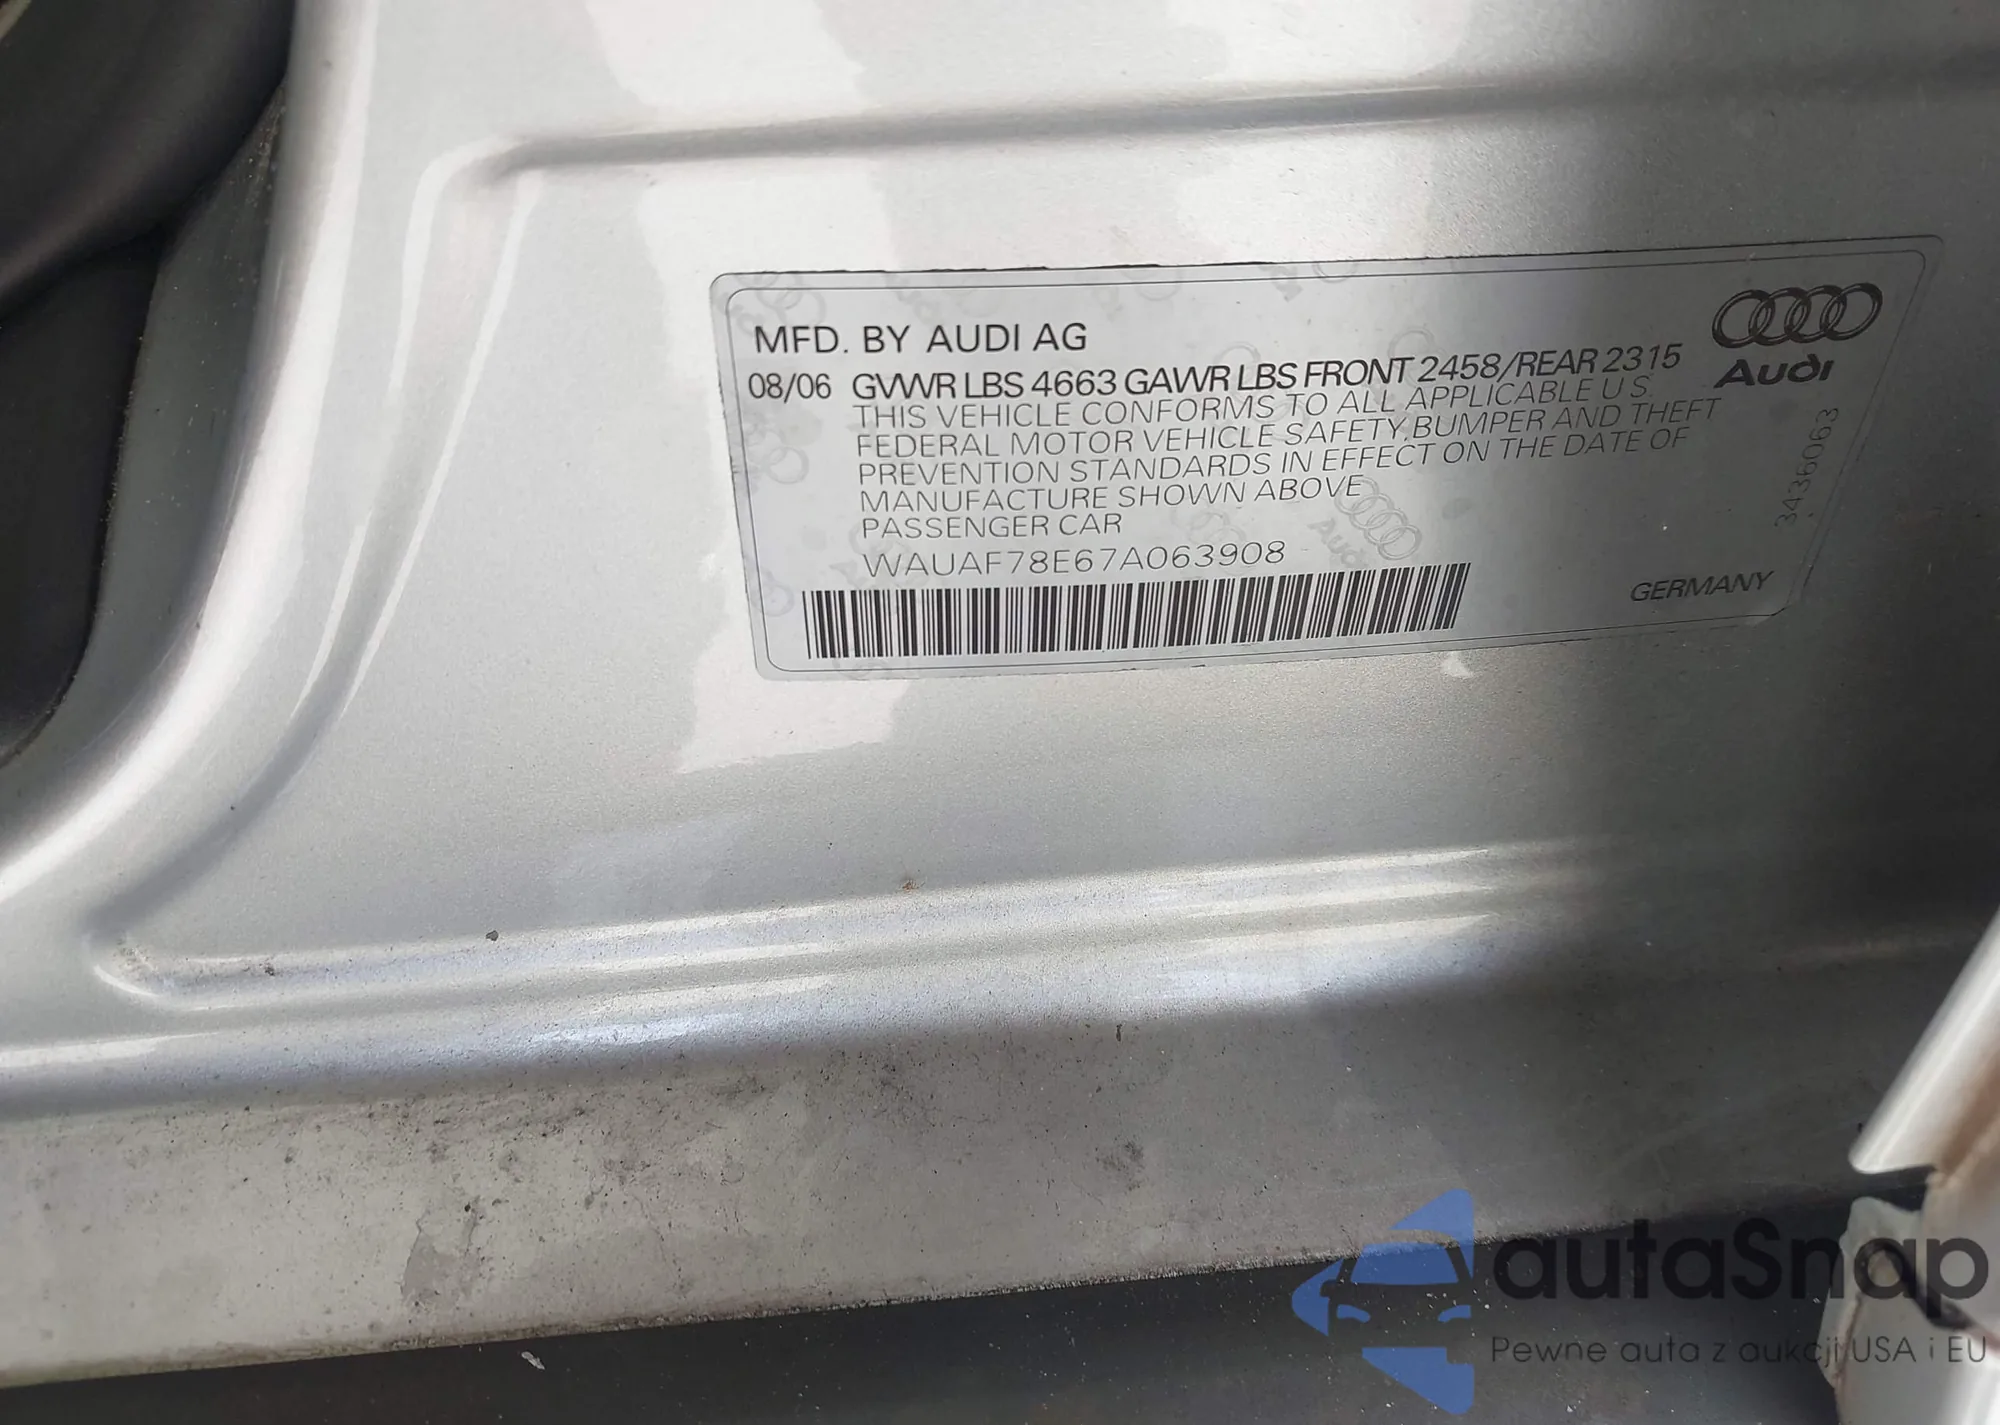 MFD. BY AUDI AG
08/06 GVWR LBS 4663 GAWR LBS FRONT 2458/REAR 2315
THIS VEHICLE CONFORMS TO ALL APPLICABLE U S.
FEDERAL MOTOR VEHICLE SAFETY,BUMPER AND THEFT
PREVENTION STANDARDS IN EFFECT ON THE DATE OF
MANUFACTURE SHOWN ABOVE
PASSENGER CAR
WAUAF78E67A063908
Audi
3436063
GERMANY
Audi
autaSnap
Pewne auta z aukcji USA i EU